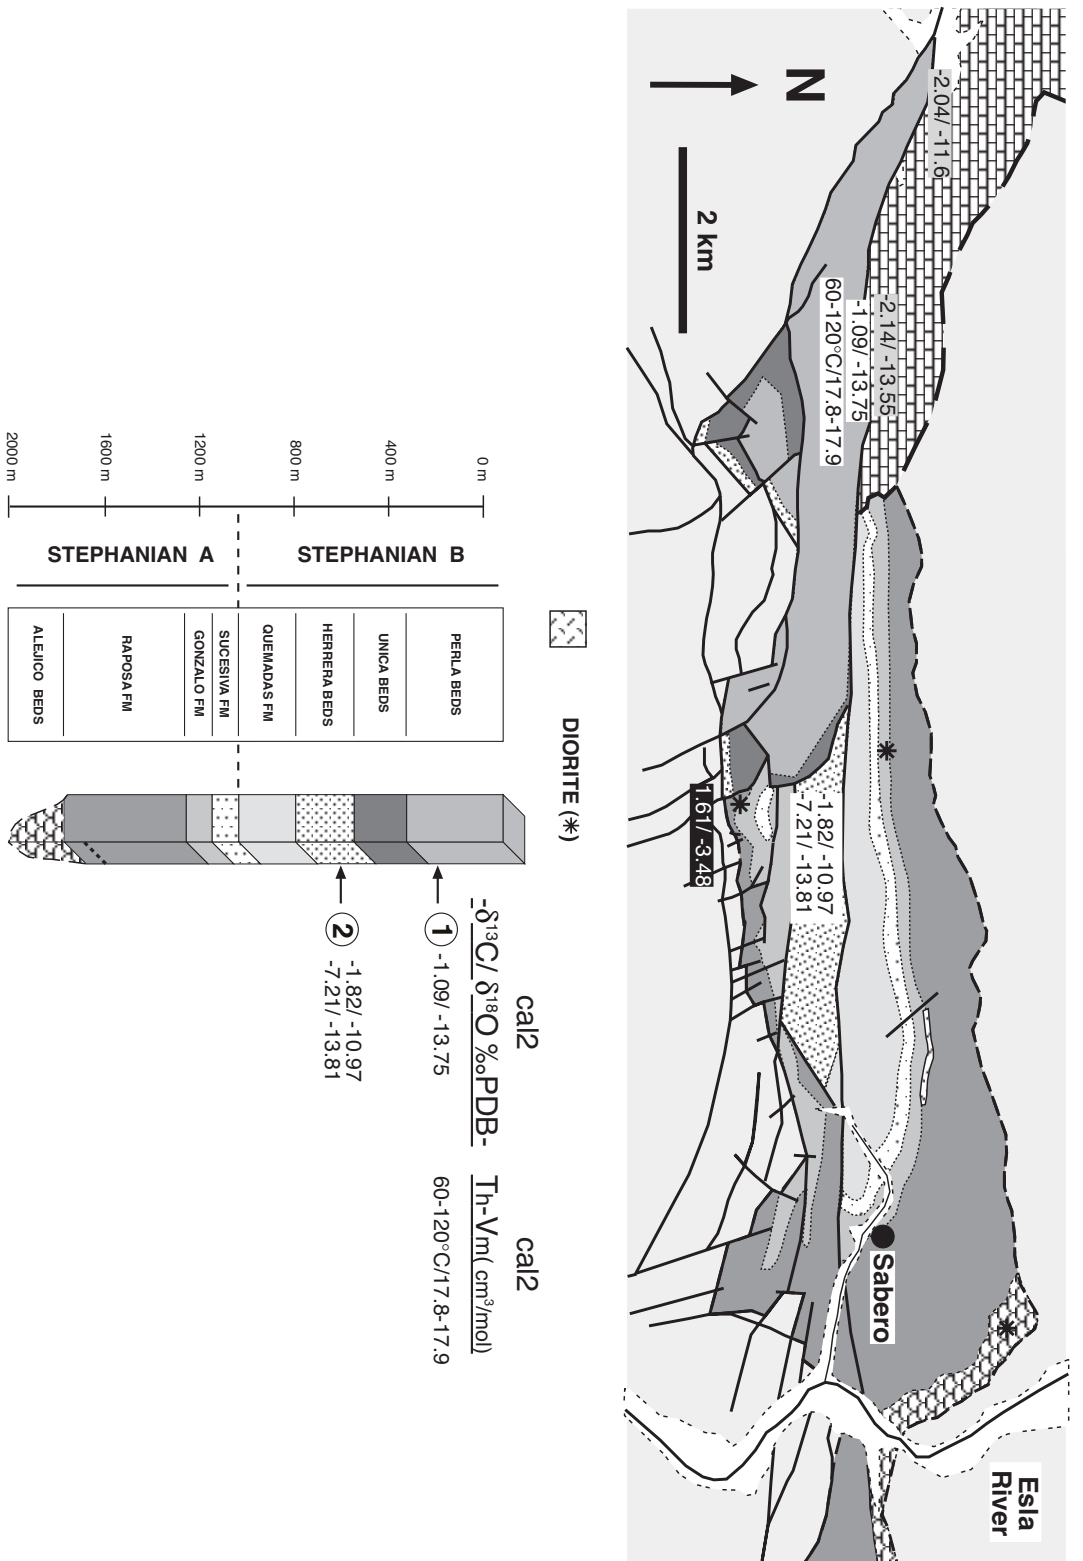 N
2 km
-2.04/ -11.6
-2.14/ -13.55
-1.09/ -13.75
60-120°C/17.8-17.9
-1.82/ -10.97
-7.21/ -13.81
1.61/ -3.48
Sabero
Esla
River
DIORITE (*)
0 m
400 m
800 m
1200 m
1600 m
2000 m
STEPHANIAN B
STEPHANIAN A
PERLA BEDS
UNICA BEDS
HERRERA BEDS
QUEMADAS FM
SUCESIVA FM
GONZALO FM
RAPOSA FM
ALEJICO BEDS
cal2
-δ¹³C/ δ¹⁸O ‰PDB-
cal2
Th-Vm( cm³/mol)
1 -1.09/ -13.75
60-120°C/17.8-17.9
2 -1.82/ -10.97
-7.21/ -13.81